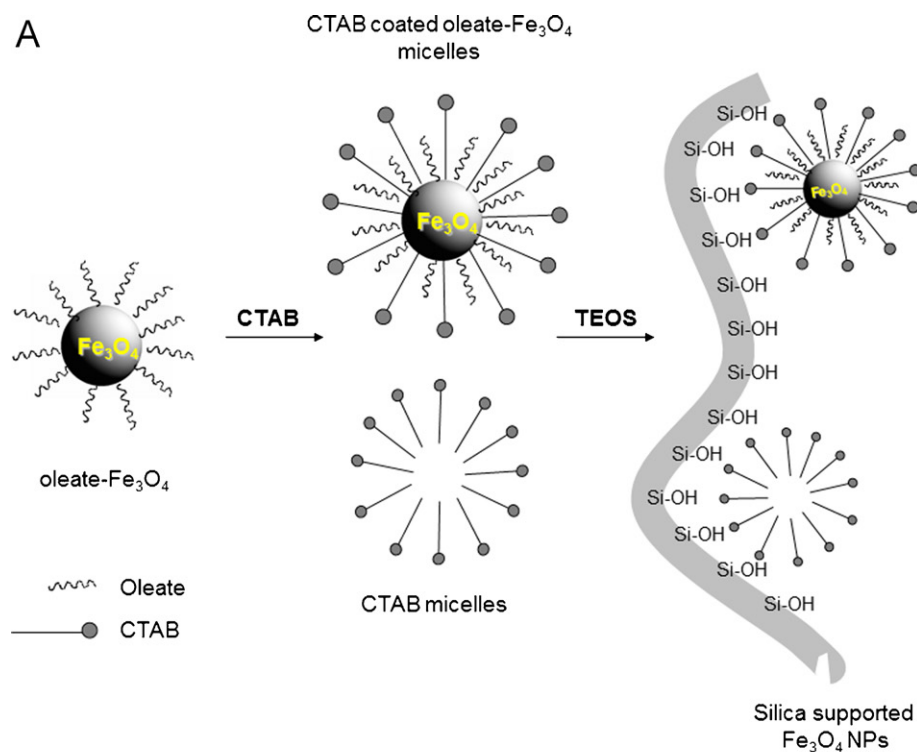 A
CTAB coated oleate-Fe₃O₄
micelles
Fe₃O₄
oleate-Fe₃O₄
CTAB
Fe₃O₄
TEOS
CTAB micelles
Oleate
CTAB
Si-OH
Si-OH
Si-OH
Si-OH
Si-OH
Si-OH
Si-OH
Si-OH
Si-OH
Si-OH
Si-OH
Si-OH
Si-OH
Fe₃O₄
Silica supported
Fe₃O₄ NPs